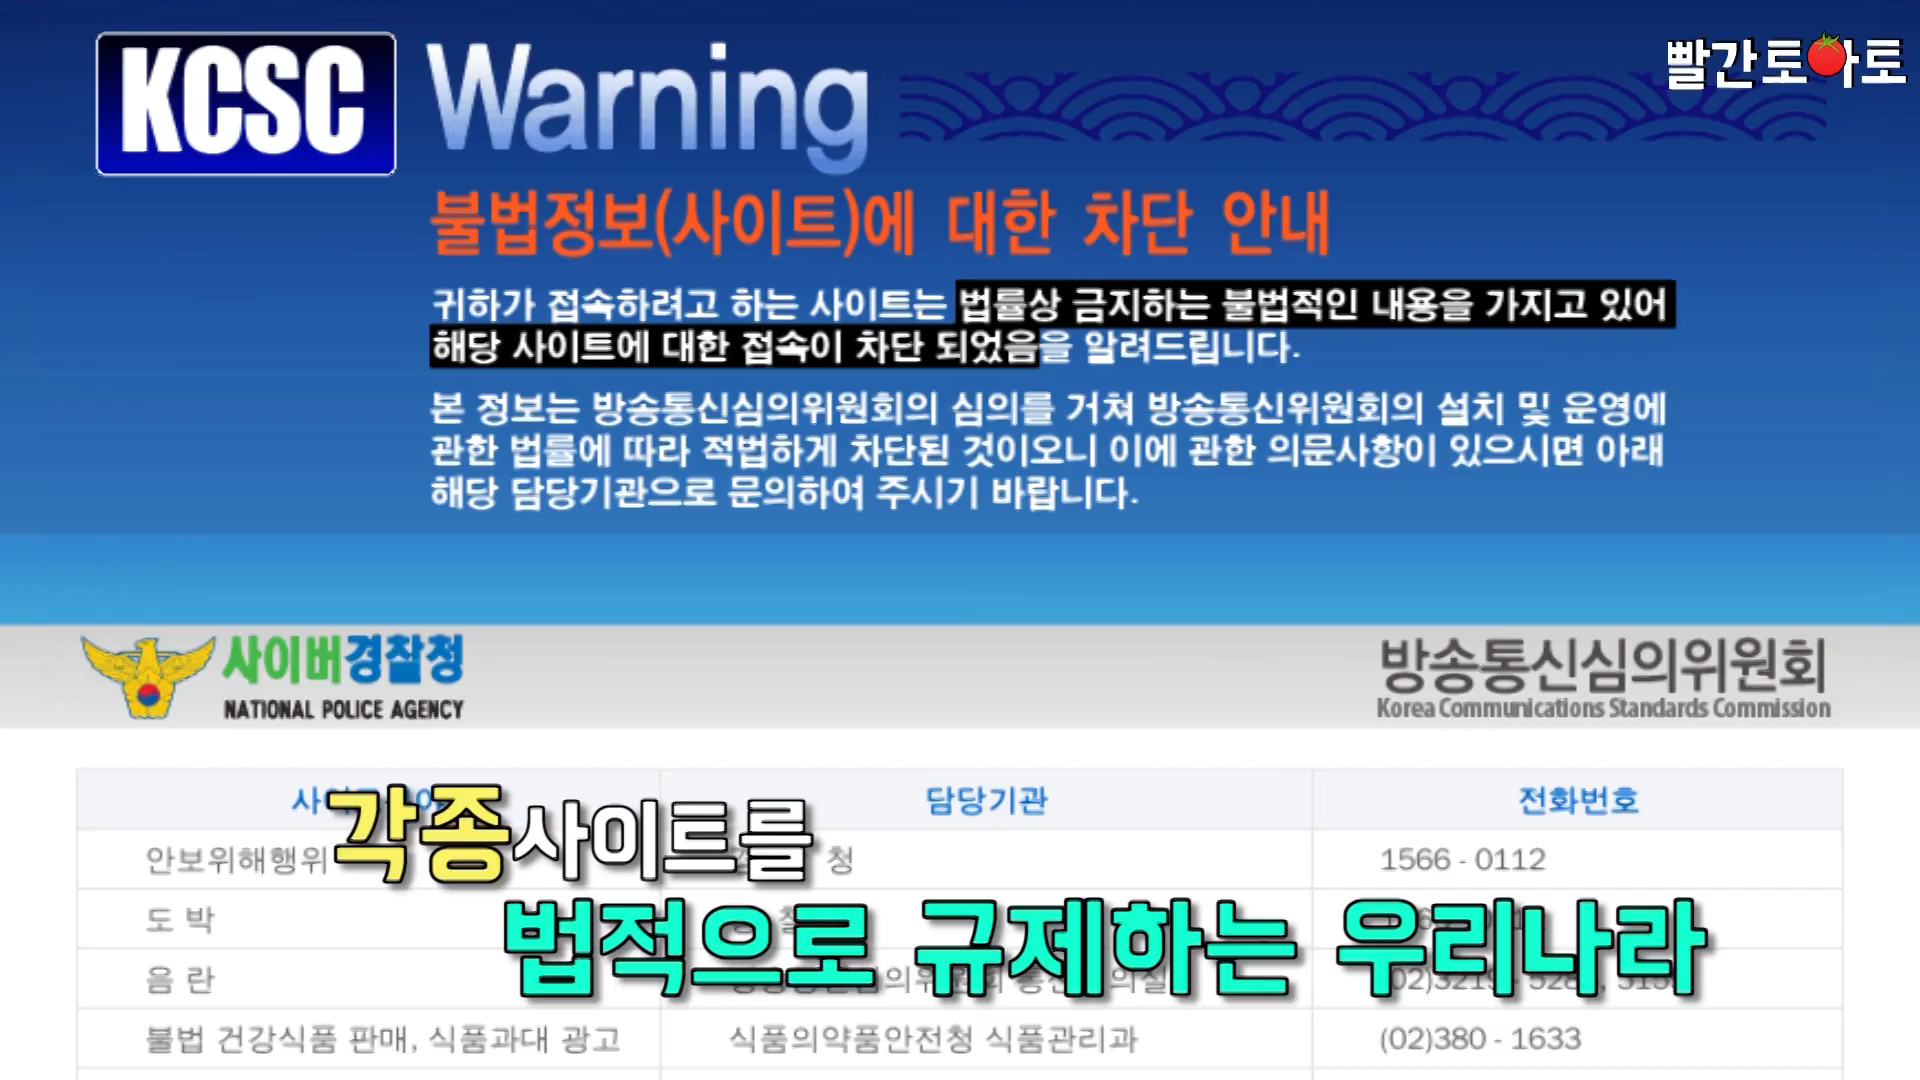 KCSC Warning
빨간토마토
불법정보(사이트)에 대한 차단 안내
귀하가 접속하려고 하는 사이트는 법률상 금지하는 불법적인 내용을 가지고 있어
해당 사이트에 대한 접속이 차단 되었음을 알려드립니다.
본 정보는 방송통신심의위원회의 심의를 거쳐 방송통신위원회의 설치 및 운영에
관한 법률에 따라 적법하게 차단된 것이오니 이에 관한 의문사항이 있으시면 아래
해당 담당기관으로 문의하여 주시기 바랍니다.
사이버경찰청
NATIONAL POLICE AGENCY
방송통신심의위원회
Korea Communications Standards Commission
담당기관 전화번호
안보위해행위 청 1566 - 0112
각종사이트를
도 박
법적으로 규제하는 우리나라
음 란
불법 건강식품 판매, 식품과대 광고 식품의약품안전청 식품관리과 (02)380 - 1633